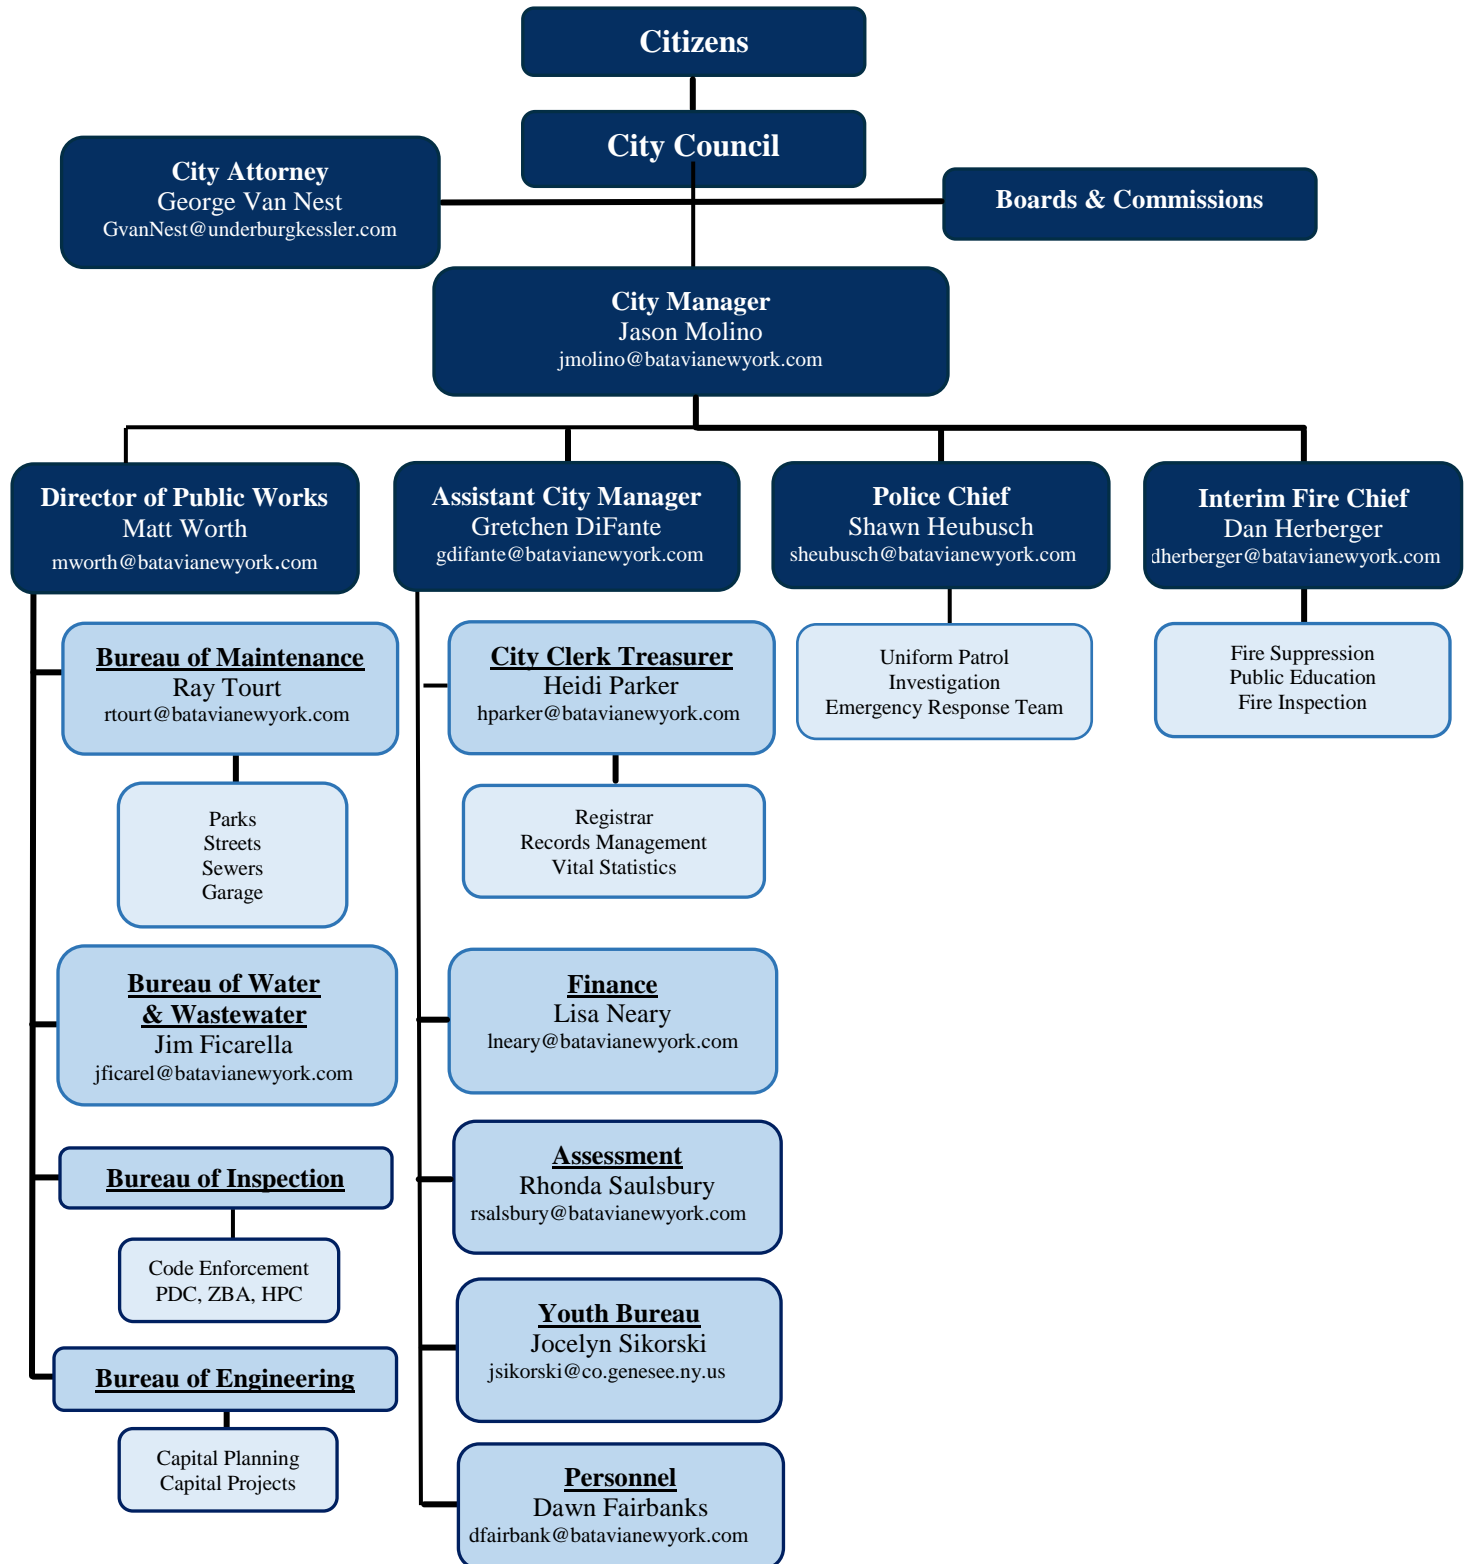 Citizens
City Council
City Attorney
George Van Nest
GvanNest@underburgkessler.com
Boards & Commissions
City Manager
Jason Molino
jmolino@batavianewyork.com
Director of Public Works
Matt Worth
mworth@batavianewyork.com
Assistant City Manager
Gretchen DiFante
gdifante@batavianewyork.com
Police Chief
Shawn Heubusch
sheubusch@batavianewyork.com
Interim Fire Chief
Dan Herberger
dherberger@batavianewyork.com
Bureau of Maintenance
Ray Tourt
rtourt@batavianewyork.com
Parks
Streets
Sewers
Garage
Bureau of Water
& Wastewater
Jim Ficarella
jficarel@batavianewyork.com
Bureau of Inspection
Code Enforcement
PDC, ZBA, HPC
Bureau of Engineering
Capital Planning
Capital Projects
City Clerk Treasurer
Heidi Parker
hparker@batavianewyork.com
Registrar
Records Management
Vital Statistics
Finance
Lisa Neary
lneary@batavianewyork.com
Assessment
Rhonda Saulsbury
rsalsbury@batavianewyork.com
Youth Bureau
Jocelyn Sikorski
jsikorski@co.genesee.ny.us
Personnel
Dawn Fairbanks
dfairbank@batavianewyork.com
Uniform Patrol
Investigation
Emergency Response Team
Fire Suppression
Public Education
Fire Inspection